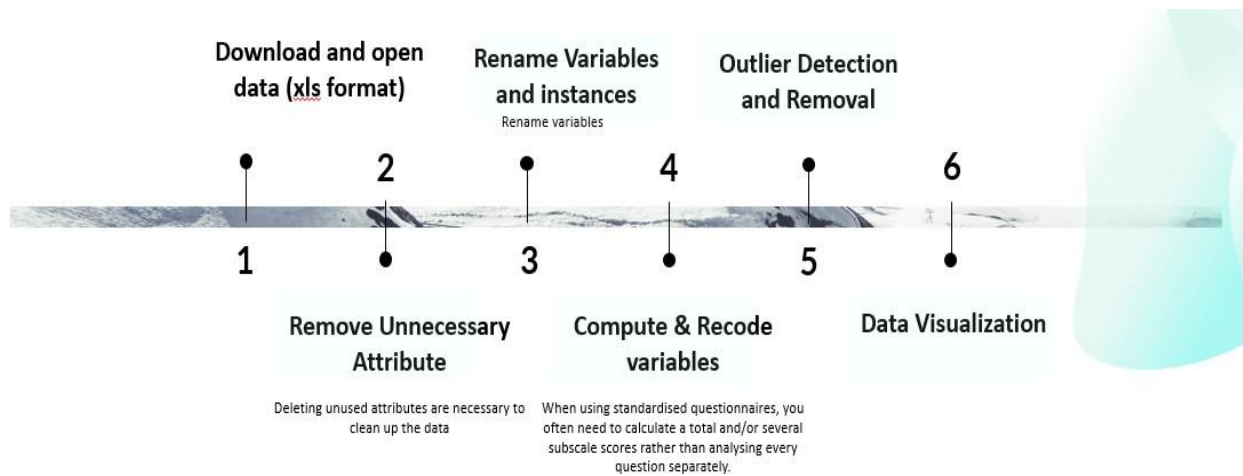 Download and open
data (xls format)
1
2
Remove Unnecessary
Attribute
Deleting unused attributes are necessary to
clean up the data
Rename Variables
and instances
Rename variables
3
4
Compute & Recode
variables
When using standardised questionnaires, you
often need to calculate a total and/or several
subscale scores rather than analysing every
question separately.
Outlier Detection
and Removal
5
6
Data Visualization